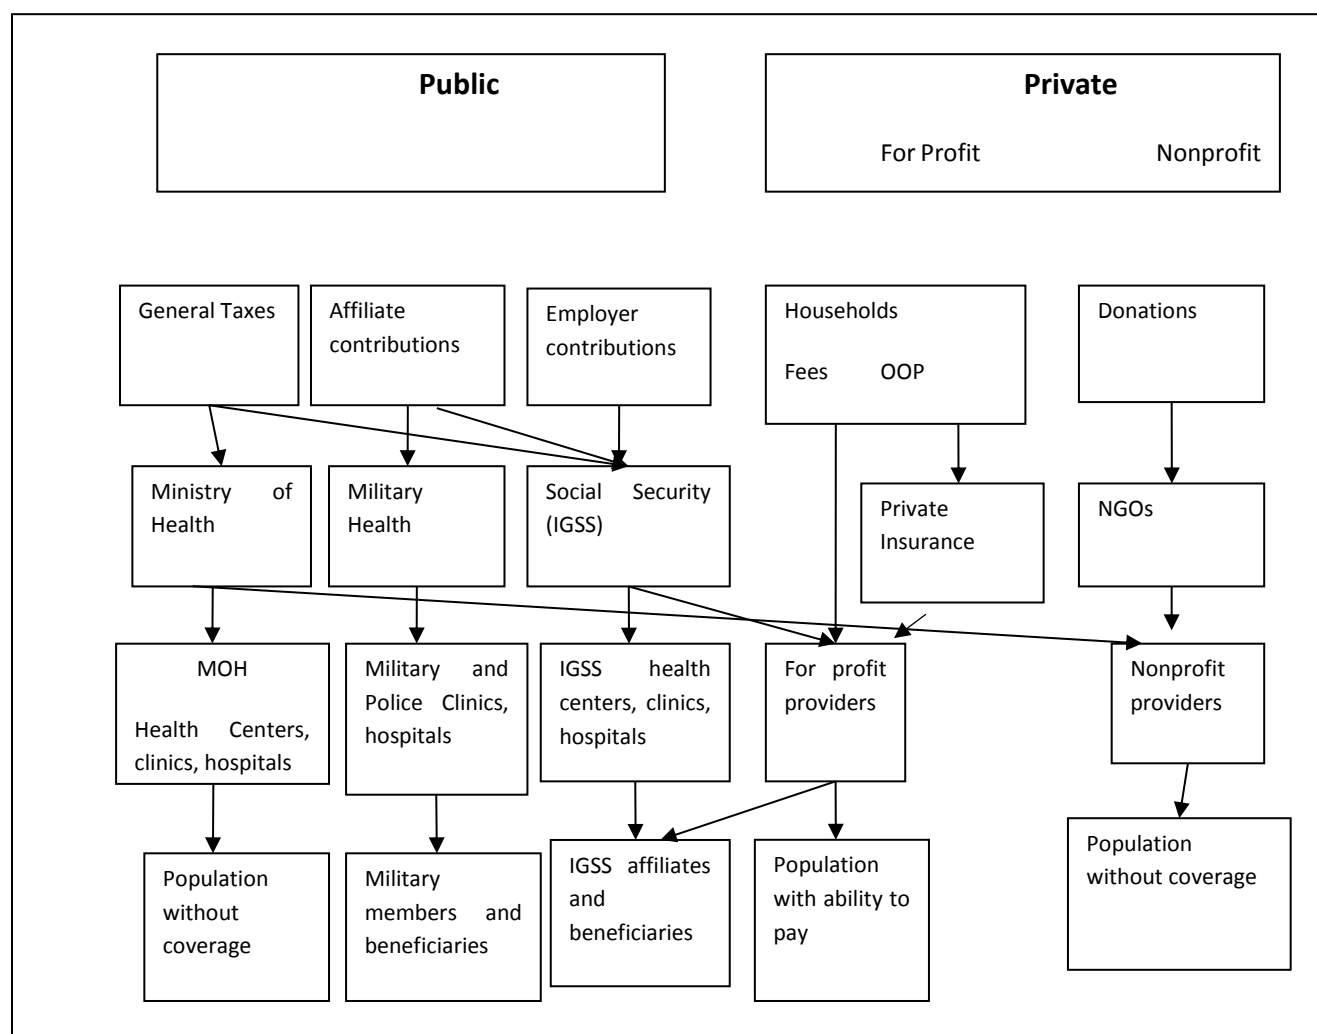 Public
Private
For Profit Nonprofit
General Taxes
Affiliate
contributions
Employer
contributions
Households
Fees OOP
Donations
Ministry of
Health
Military
Health
Social Security
(IGSS)
Private
Insurance
NGOs
MOH
Health Centers,
clinics, hospitals
Military and
Police Clinics,
hospitals
IGSS health
centers, clinics,
hospitals
For profit
providers
Nonprofit
providers
Population
without
coverage
Military
members and
beneficiaries
IGSS affiliates
and
beneficiaries
Population
with ability to
pay
Population
without coverage